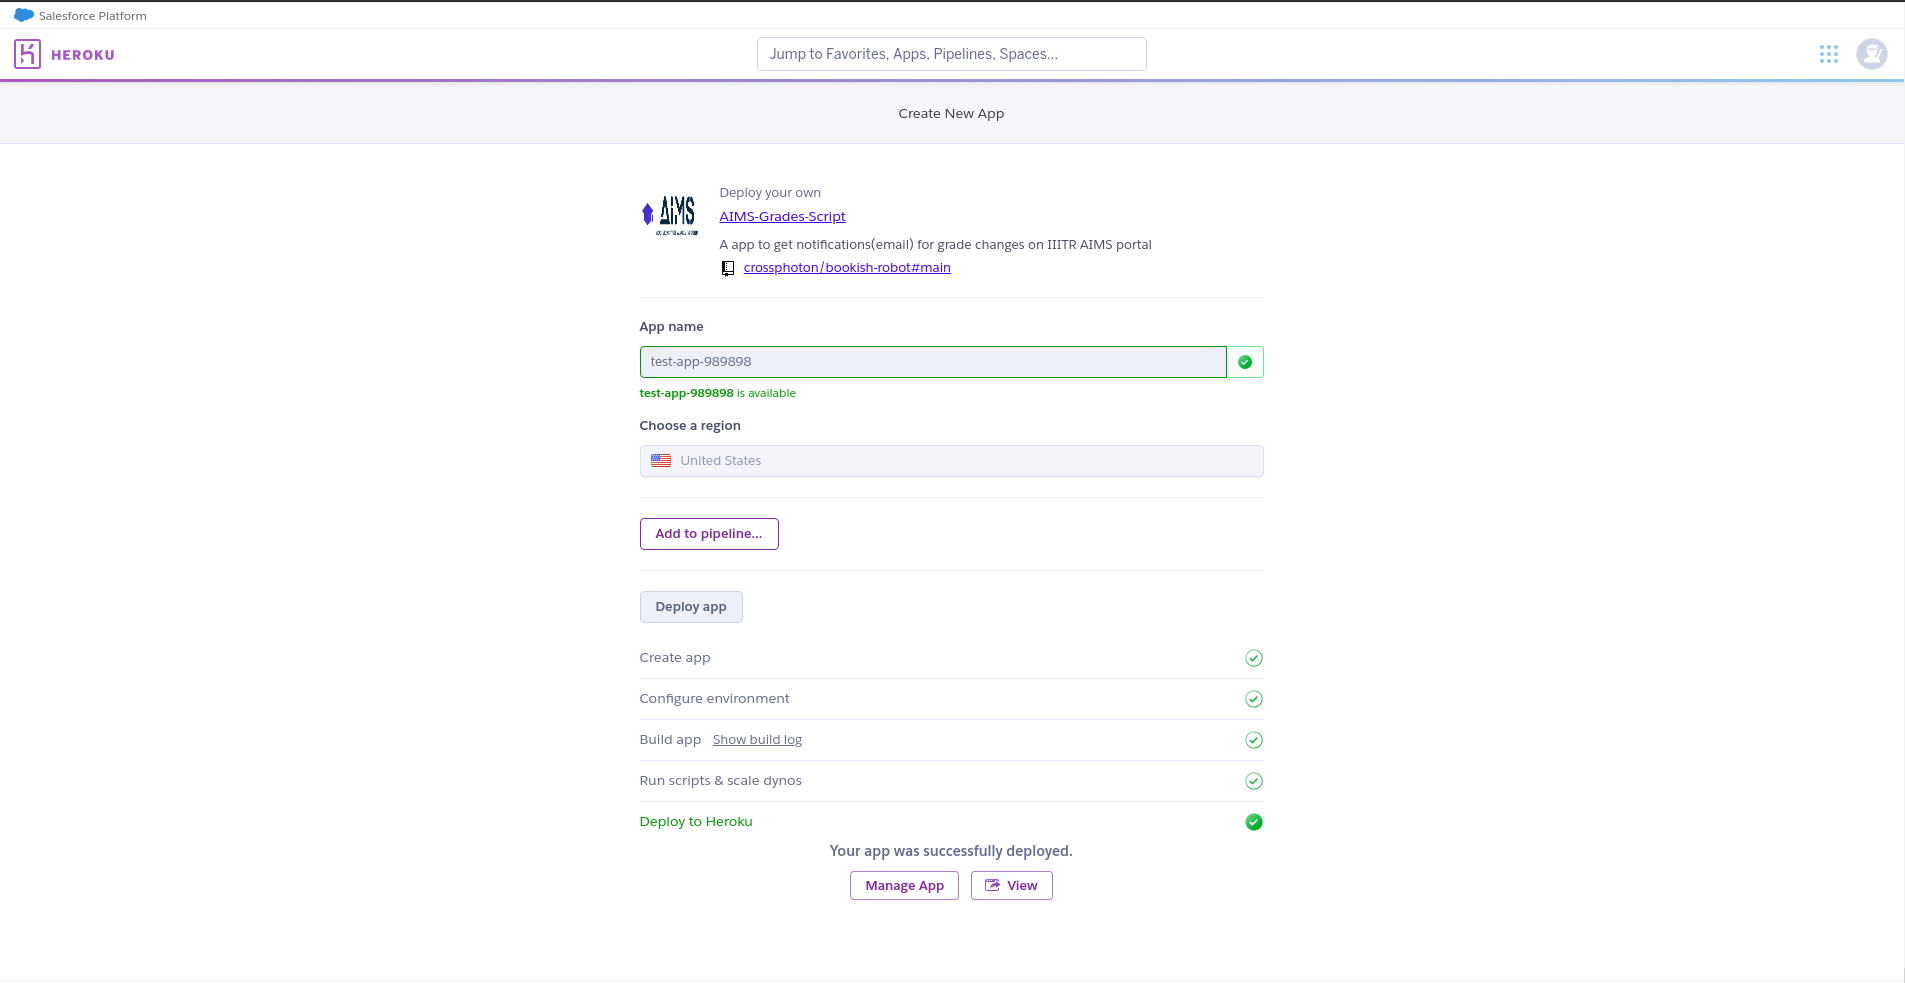 Salesforce Platform
HEROKU
Jump to Favorites, Apps, Pipelines, Spaces...
Create New App
AIMS
Deploy your own
AIMS-Grades-Script
A app to get notifications(email) for grade changes on IIITR AIMS portal
crossphoton/bookish-robot#main
App name
test-app-989898
test-app-989898 is available
Choose a region
United States
Add to pipeline...
Deploy app
Create app
Configure environment
Build app Show build log
Run scripts & scale dynos
Deploy to Heroku
Your app was successfully deployed.
Manage App View